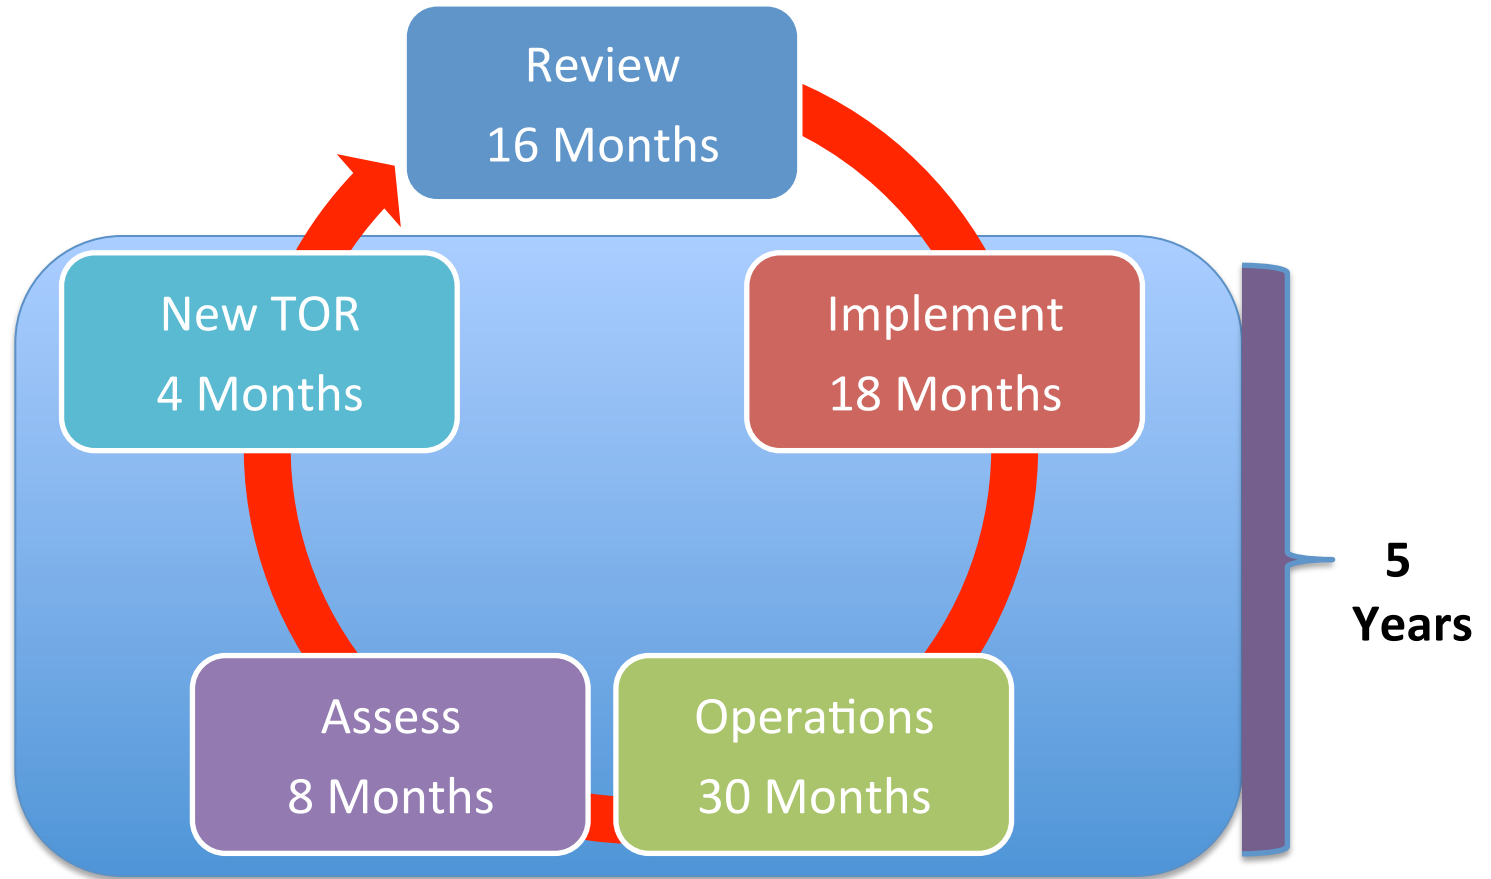 Review
16 Months
New TOR
4 Months
Implement
18 Months
5
Years
Assess
8 Months
Operations
30 Months